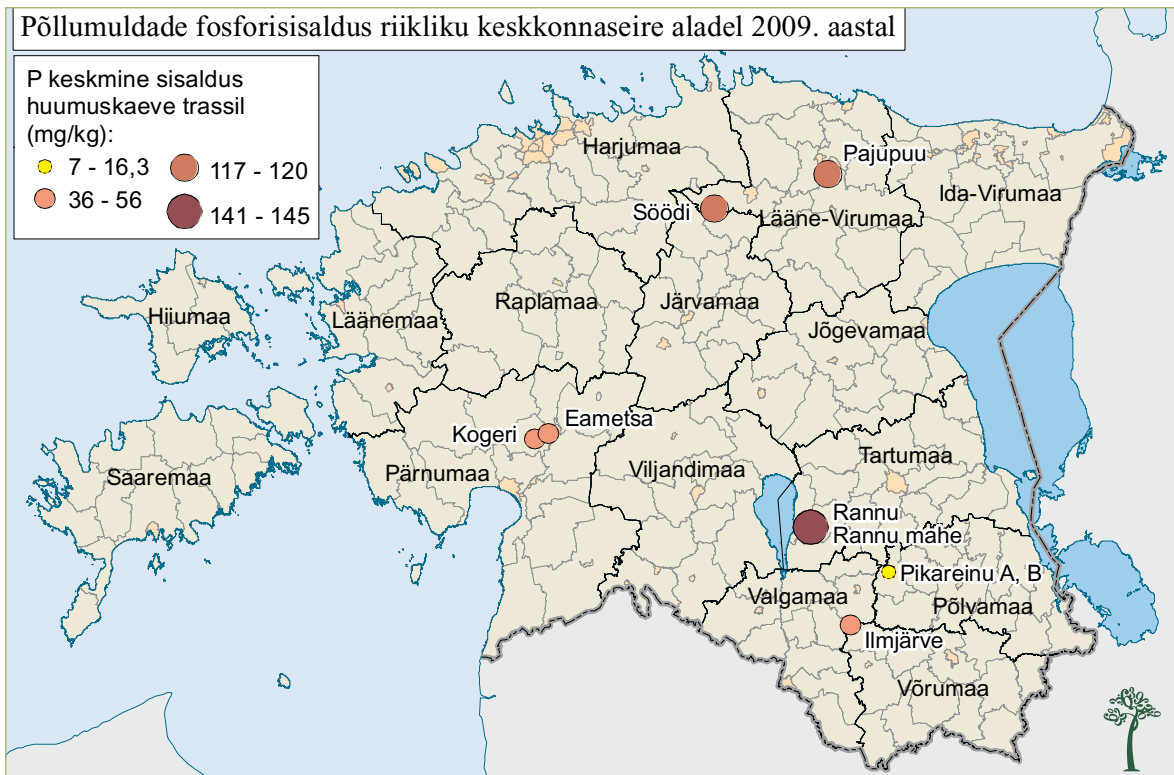 Põllumuldade fosforisisaldus riikliku keskkonnaseire aladel 2009. aastal
P keskmine sisaldus
huumuskaeve trassil
(mg/kg):
7 - 16,3
117 - 120
36 - 56
141 - 145
Harjumaa
Pajupuu
Ida-Virumaa
Söödi
Lääne-Virumaa
Hiiumaa
Läänemaa
Raplamaa
Järvamaa
Jõgevamaa
Kogeri
Eametsa
Saaremaa
Pärnumaa
Viljandimaa
Tartumaa
Rannu
Rannu mahe
Pikareinu A, B
Valgamaa
Põlvamaa
Ilmjärve
Võrumaa